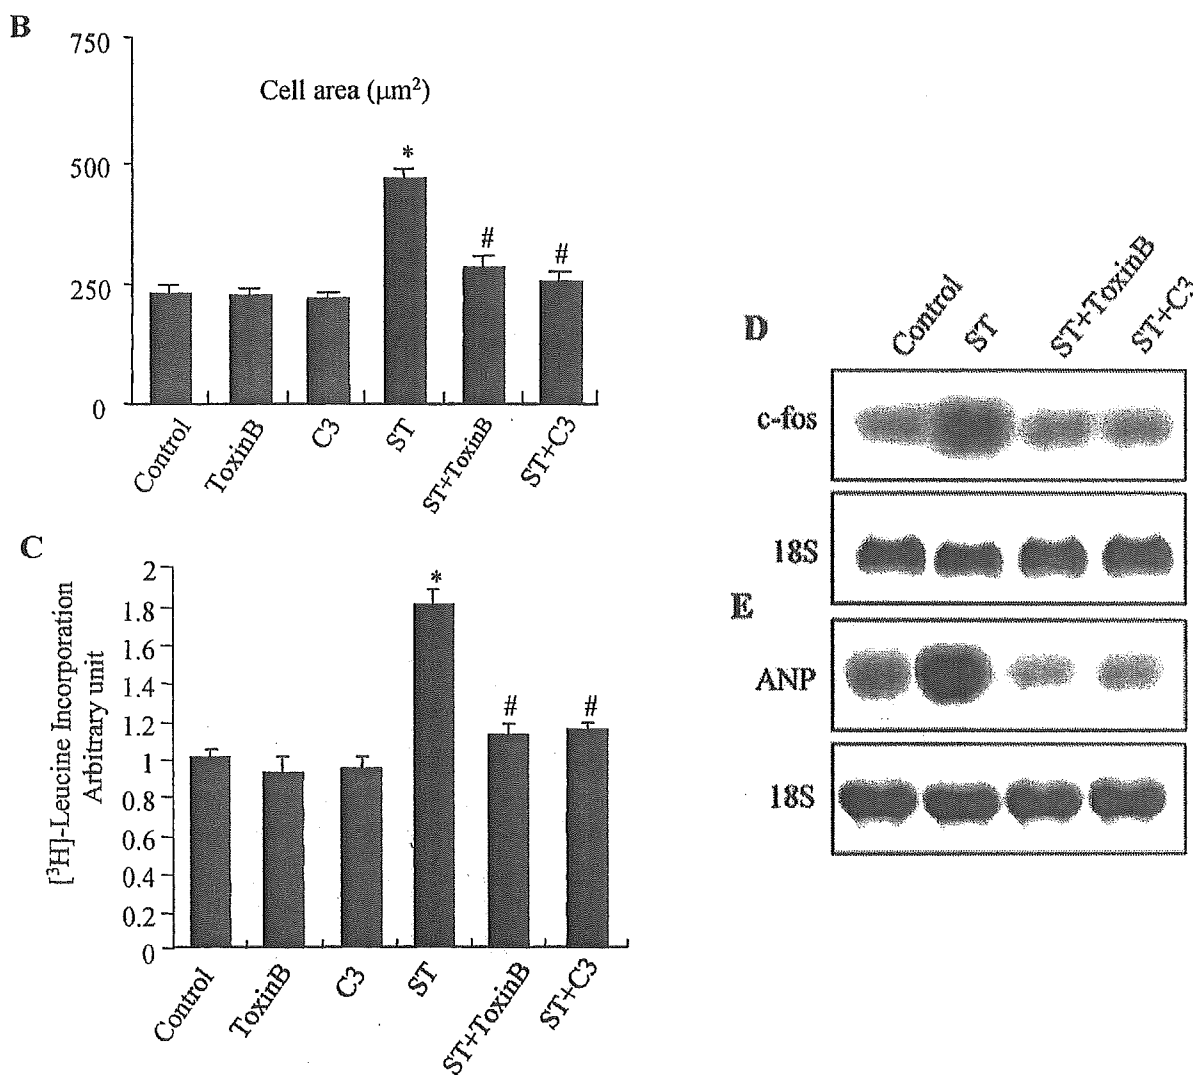 B
750
500
250
0
Cell area (μm²)
*
#
#
Control
ToxinB
C3
ST
ST+ToxinB
ST+C3
C
[³H]-Leucine Incorporation
Arbitrary unit
2
1.8
1.6
1.4
1.2
1
0.8
0.6
0.4
0.2
0
*
#
#
Control
ToxinB
C3
ST
ST+ToxinB
ST+C3
D
Control
ST
ST+ToxinB
ST+C3
c-fos
18S
E
ANP
18S